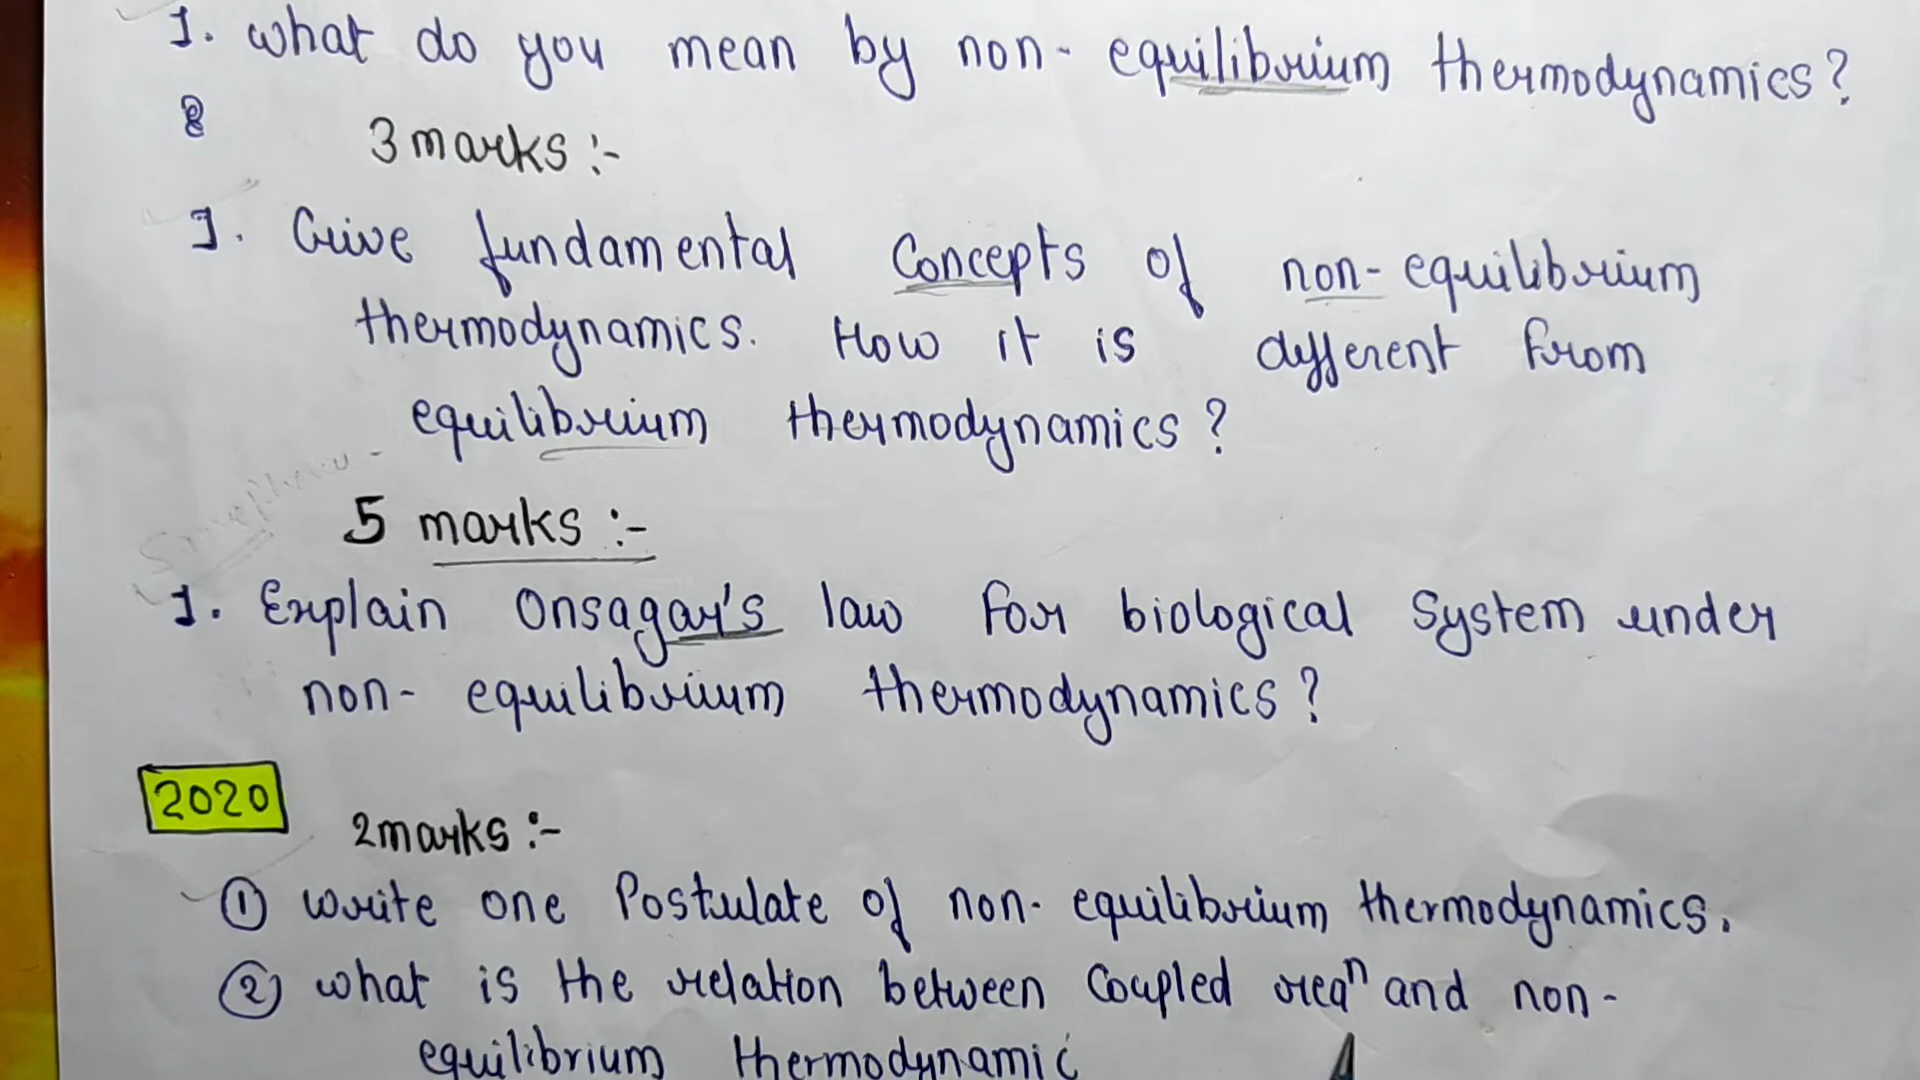 1. What do you mean by non-equilibrium thermodynamics?
3 marks :-
1. Give fundamental concepts of non-equilibrium
thermodynamics. How it is different from
equilibrium thermodynamics?
5 marks :-
1. Explain Onsagar's law for biological system under
non-equilibrium thermodynamics?
2020
2 marks :-
① Write one Postulate of non-equilibrium thermodynamics.
② What is the relation between Coupled reaⁿ and non-
equilibrium thermodynamic